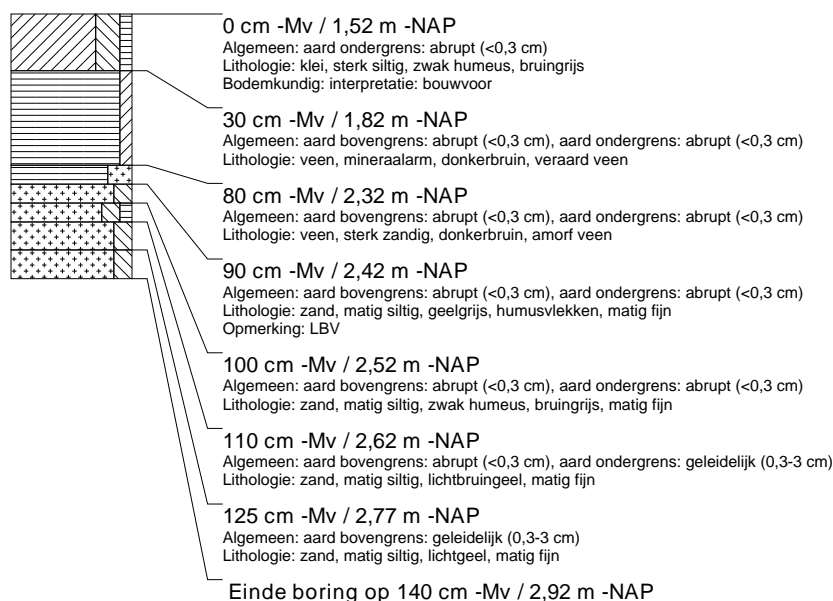 0 cm -Mv / 1,52 m -NAP
Algemeen: aard ondergrens: abrupt (<0,3 cm)
Lithologie: klei, sterk siltig, zwak humeus, bruingrijs
Bodemkundig: interpretatie: bouwvoor
30 cm -Mv / 1,82 m -NAP
Algemeen: aard bovengrens: abrupt (<0,3 cm), aard ondergrens: abrupt (<0,3 cm)
Lithologie: veen, mineraalarm, donkerbruin, veraard veen
80 cm -Mv / 2,32 m -NAP
Algemeen: aard bovengrens: abrupt (<0,3 cm), aard ondergrens: abrupt (<0,3 cm)
Lithologie: veen, sterk zandig, donkerbruin, amorf veen
90 cm -Mv / 2,42 m -NAP
Algemeen: aard bovengrens: abrupt (<0,3 cm), aard ondergrens: abrupt (<0,3 cm)
Lithologie: zand, matig siltig, geelgrijs, humusvlekken, matig fijn
Opmerking: LBV
100 cm -Mv / 2,52 m -NAP
Algemeen: aard bovengrens: abrupt (<0,3 cm), aard ondergrens: abrupt (<0,3 cm)
Lithologie: zand, matig siltig, zwak humeus, bruingrijs, matig fijn
110 cm -Mv / 2,62 m -NAP
Algemeen: aard bovengrens: abrupt (<0,3 cm), aard ondergrens: geleidelijk (0,3-3 cm)
Lithologie: zand, matig siltig, lichtbruingeel, matig fijn
125 cm -Mv / 2,77 m -NAP
Algemeen: aard bovengrens: geleidelijk (0,3-3 cm)
Lithologie: zand, matig siltig, lichtgeel, matig fijn
Einde boring op 140 cm -Mv / 2,92 m -NAP